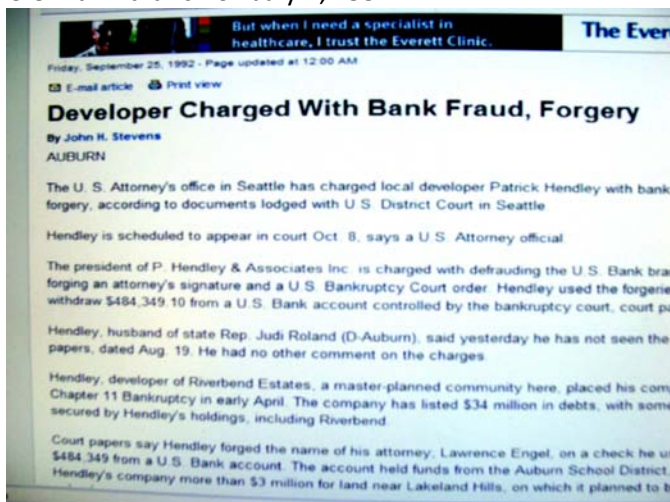 But when I need a specialist in
healthcare, I trust the Everett Clinic.
The Ever
Friday, September 25, 1992 - Page updated at 12:00 AM
E-mail article Print view
Developer Charged With Bank Fraud, Forgery
By John H. Stevens
AUBURN
The U. S. Attorney's office in Seattle has charged local developer Patrick Hendley with bank
forgery, according to documents lodged with U.S. District Court in Seattle.
Hendley is scheduled to appear in court Oct. 8, says a U.S. Attorney official.
The president of P. Hendley & Associates Inc. is charged with defrauding the U.S. Bank bra
forging an attorney's signature and a U.S. Bankruptcy Court order. Hendley used the forgerie
withdraw $484,349.10 from a U.S. Bank account controlled by the bankruptcy court, court pa
Hendley, husband of state Rep. Judi Roland (D-Auburn), said yesterday he has not seen the
papers, dated Aug. 19. He had no other comment on the charges.
Hendley, developer of Riverbend Estates, a master-planned community here, placed his com
Chapter 11 Bankruptcy in early April. The company has listed $34 million in debts, with some
secured by Hendley's holdings, including Riverbend.
Court papers say Hendley forged the name of his attorney, Lawrence Engel, on a check he u
$484,349 from a U.S. Bank account. The account held funds from the Auburn School District,
Hendley's company more than $3 million for land near Lakeland Hills, on which it planned to b